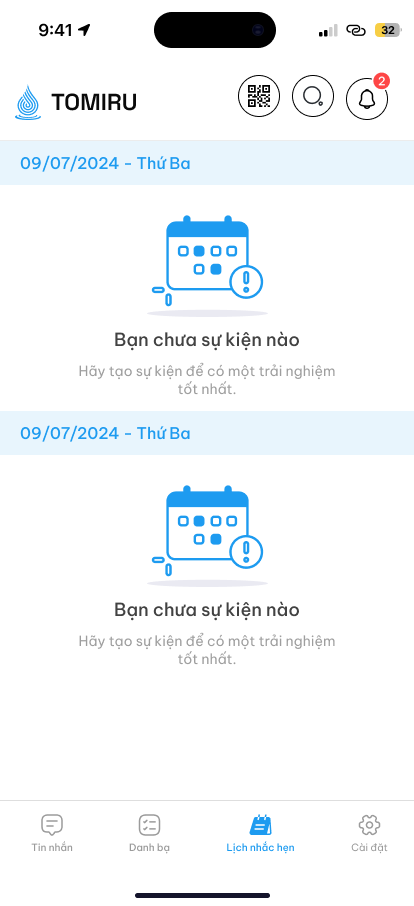 9:41
32
TOMIRU
2
09/07/2024 - Thứ Ba
Bạn chưa sự kiện nào
Hãy tạo sự kiện để có một trải nghiệm
tốt nhất.
09/07/2024 - Thứ Ba
Bạn chưa sự kiện nào
Hãy tạo sự kiện để có một trải nghiệm
tốt nhất.
Tin nhắn
Danh bạ
Lịch nhắc hẹn
Cài đặt